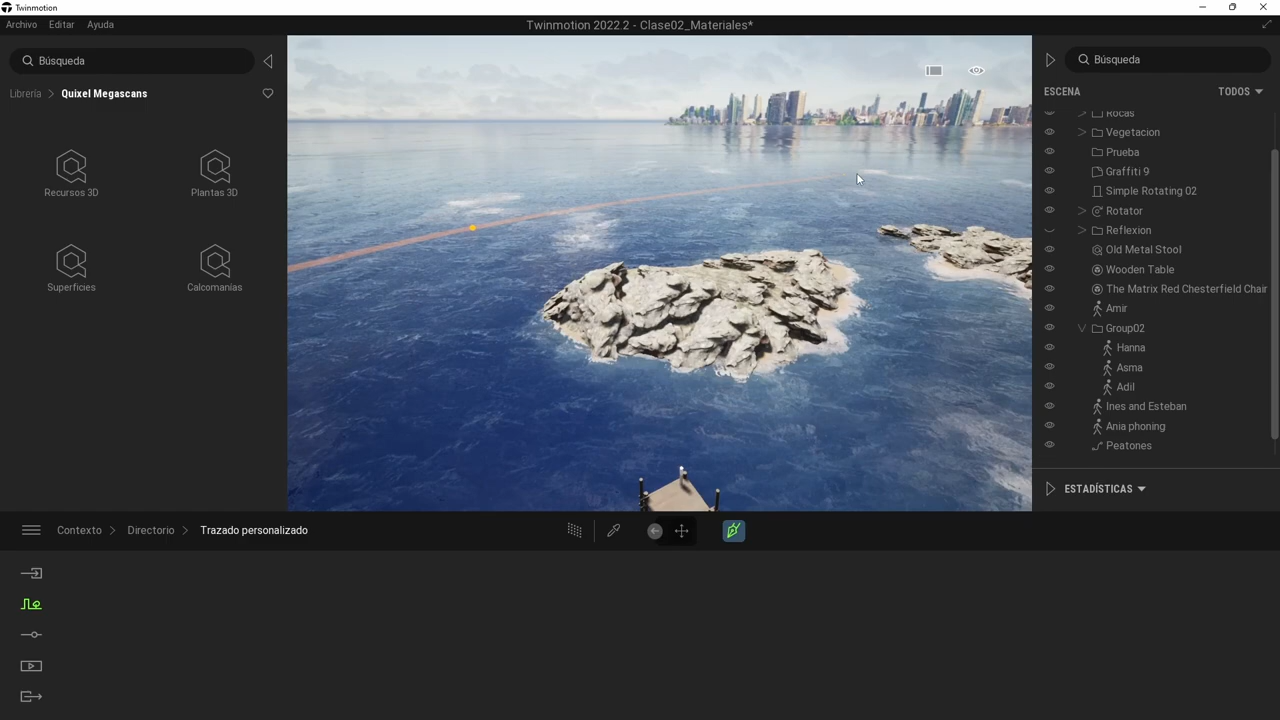 Twinmotion
Archivo Editar Ayuda
Twinmotion 2022.2 - Clase02_Materiales*
Búsqueda
Librería > Quixel Megascans
Recursos 3D
Plantas 3D
Superficies
Calcomanías
Búsqueda
ESCENA
TODOS
Rocas
Vegetacion
Prueba
Graffiti 9
Simple Rotating 02
Rotator
Reflexion
Old Metal Stool
Wooden Table
The Matrix Red Chesterfield Chair
Amir
Group02
Hanna
Asma
Adil
Ines and Esteban
Ania phoning
Peatones
ESTADÍSTICAS
Contexto > Directorio > Trazado personalizado